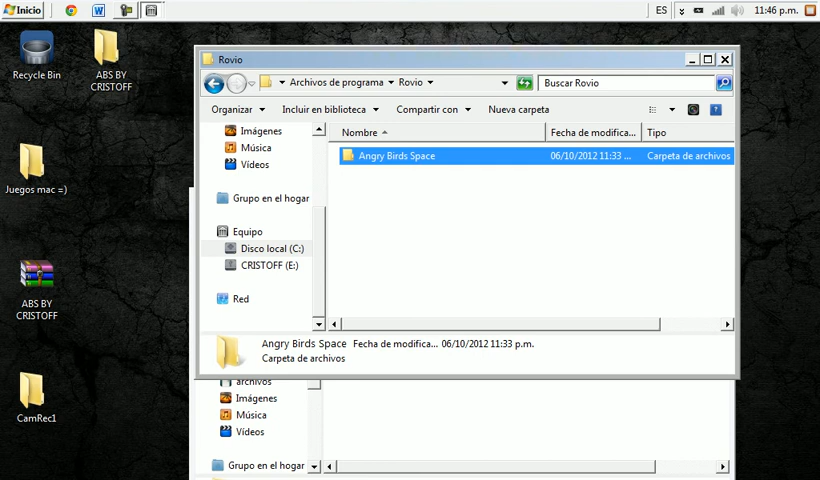 Inicio
ES
11:46 p.m.
Recycle Bin
ABS BY
CRISTOFF
Juegos mac =)
ABS BY
CRISTOFF
CamRec1
Rovio
Archivos de programa
Rovio
Buscar Rovio
Organizar
Incluir en biblioteca
Compartir con
Nueva carpeta
Imágenes
Música
Vídeos
Grupo en el hogar
Equipo
Disco local (C:)
CRISTOFF (E:)
Red
Nombre
Fecha de modifica...
Tipo
Angry Birds Space
06/10/2012 11:33 ...
Carpeta de archivos
Angry Birds Space
Fecha de modifica... 06/10/2012 11:33 p.m.
Carpeta de archivos
archivos
Imágenes
Música
Vídeos
Grupo en el hogar